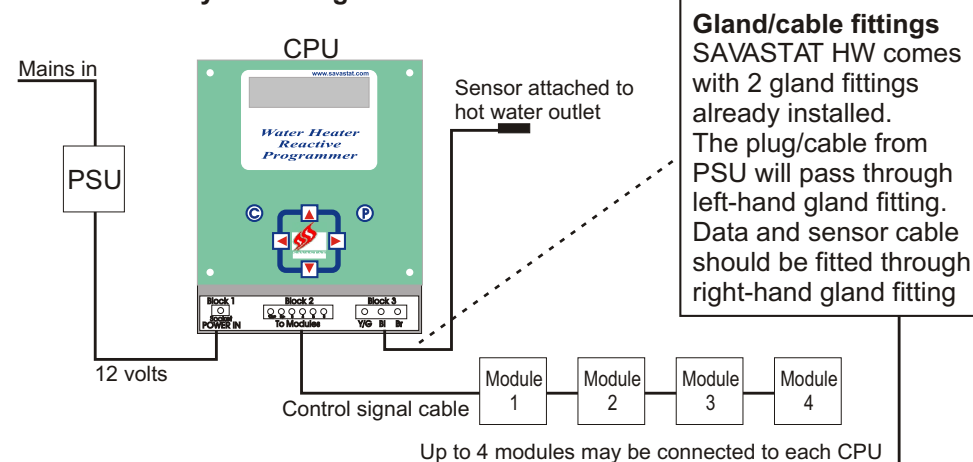 CPU
Mains in
www.savastat.com
Water Heater
Reactive
Programmer
Sensor attached to
hot water outlet
PSU
C
P
Block 1
Socket
POWER IN
Block 2
To Modules
Block 3
Y/G Bl Br
12 volts
Control signal cable
Module
1
Module
2
Module
3
Module
4
Up to 4 modules may be connected to each CPU
Gland/cable fittings
SAVASTAT HW comes
with 2 gland fittings
already installed.
The plug/cable from
PSU will pass through
left-hand gland fitting.
Data and sensor cable
should be fitted through
right-hand gland fitting